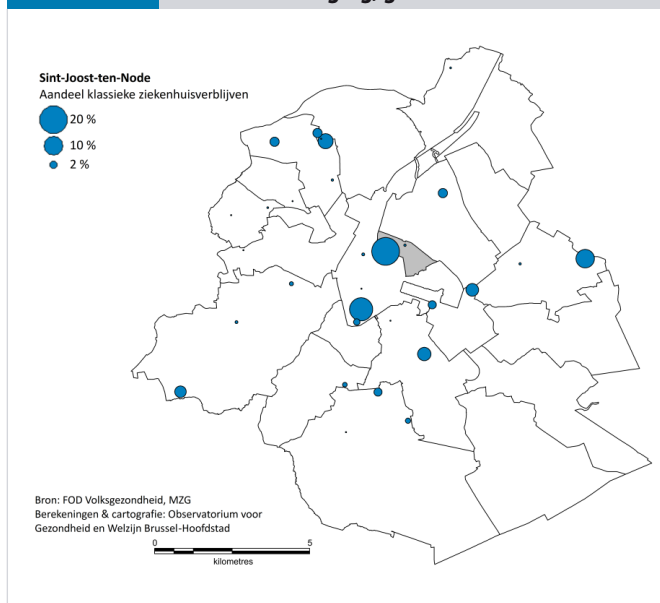 Sint-Joost-ten-Node
Aandeel klassieke ziekenhuisverblijven
20 %
10 %
2 %
Bron: FOD Volksgezondheid, MZG
Berekeningen & cartografie: Observatorium voor
Gezondheid en Welzijn Brussel-Hoofdstad
0 5
kilometres